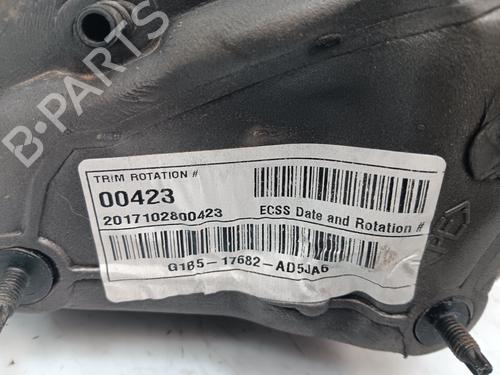 B-PARTS
TRIM ROTATION #
00423
2017102800423
ECSS Date and Rotation #
G1B5-17682-AD5JA6